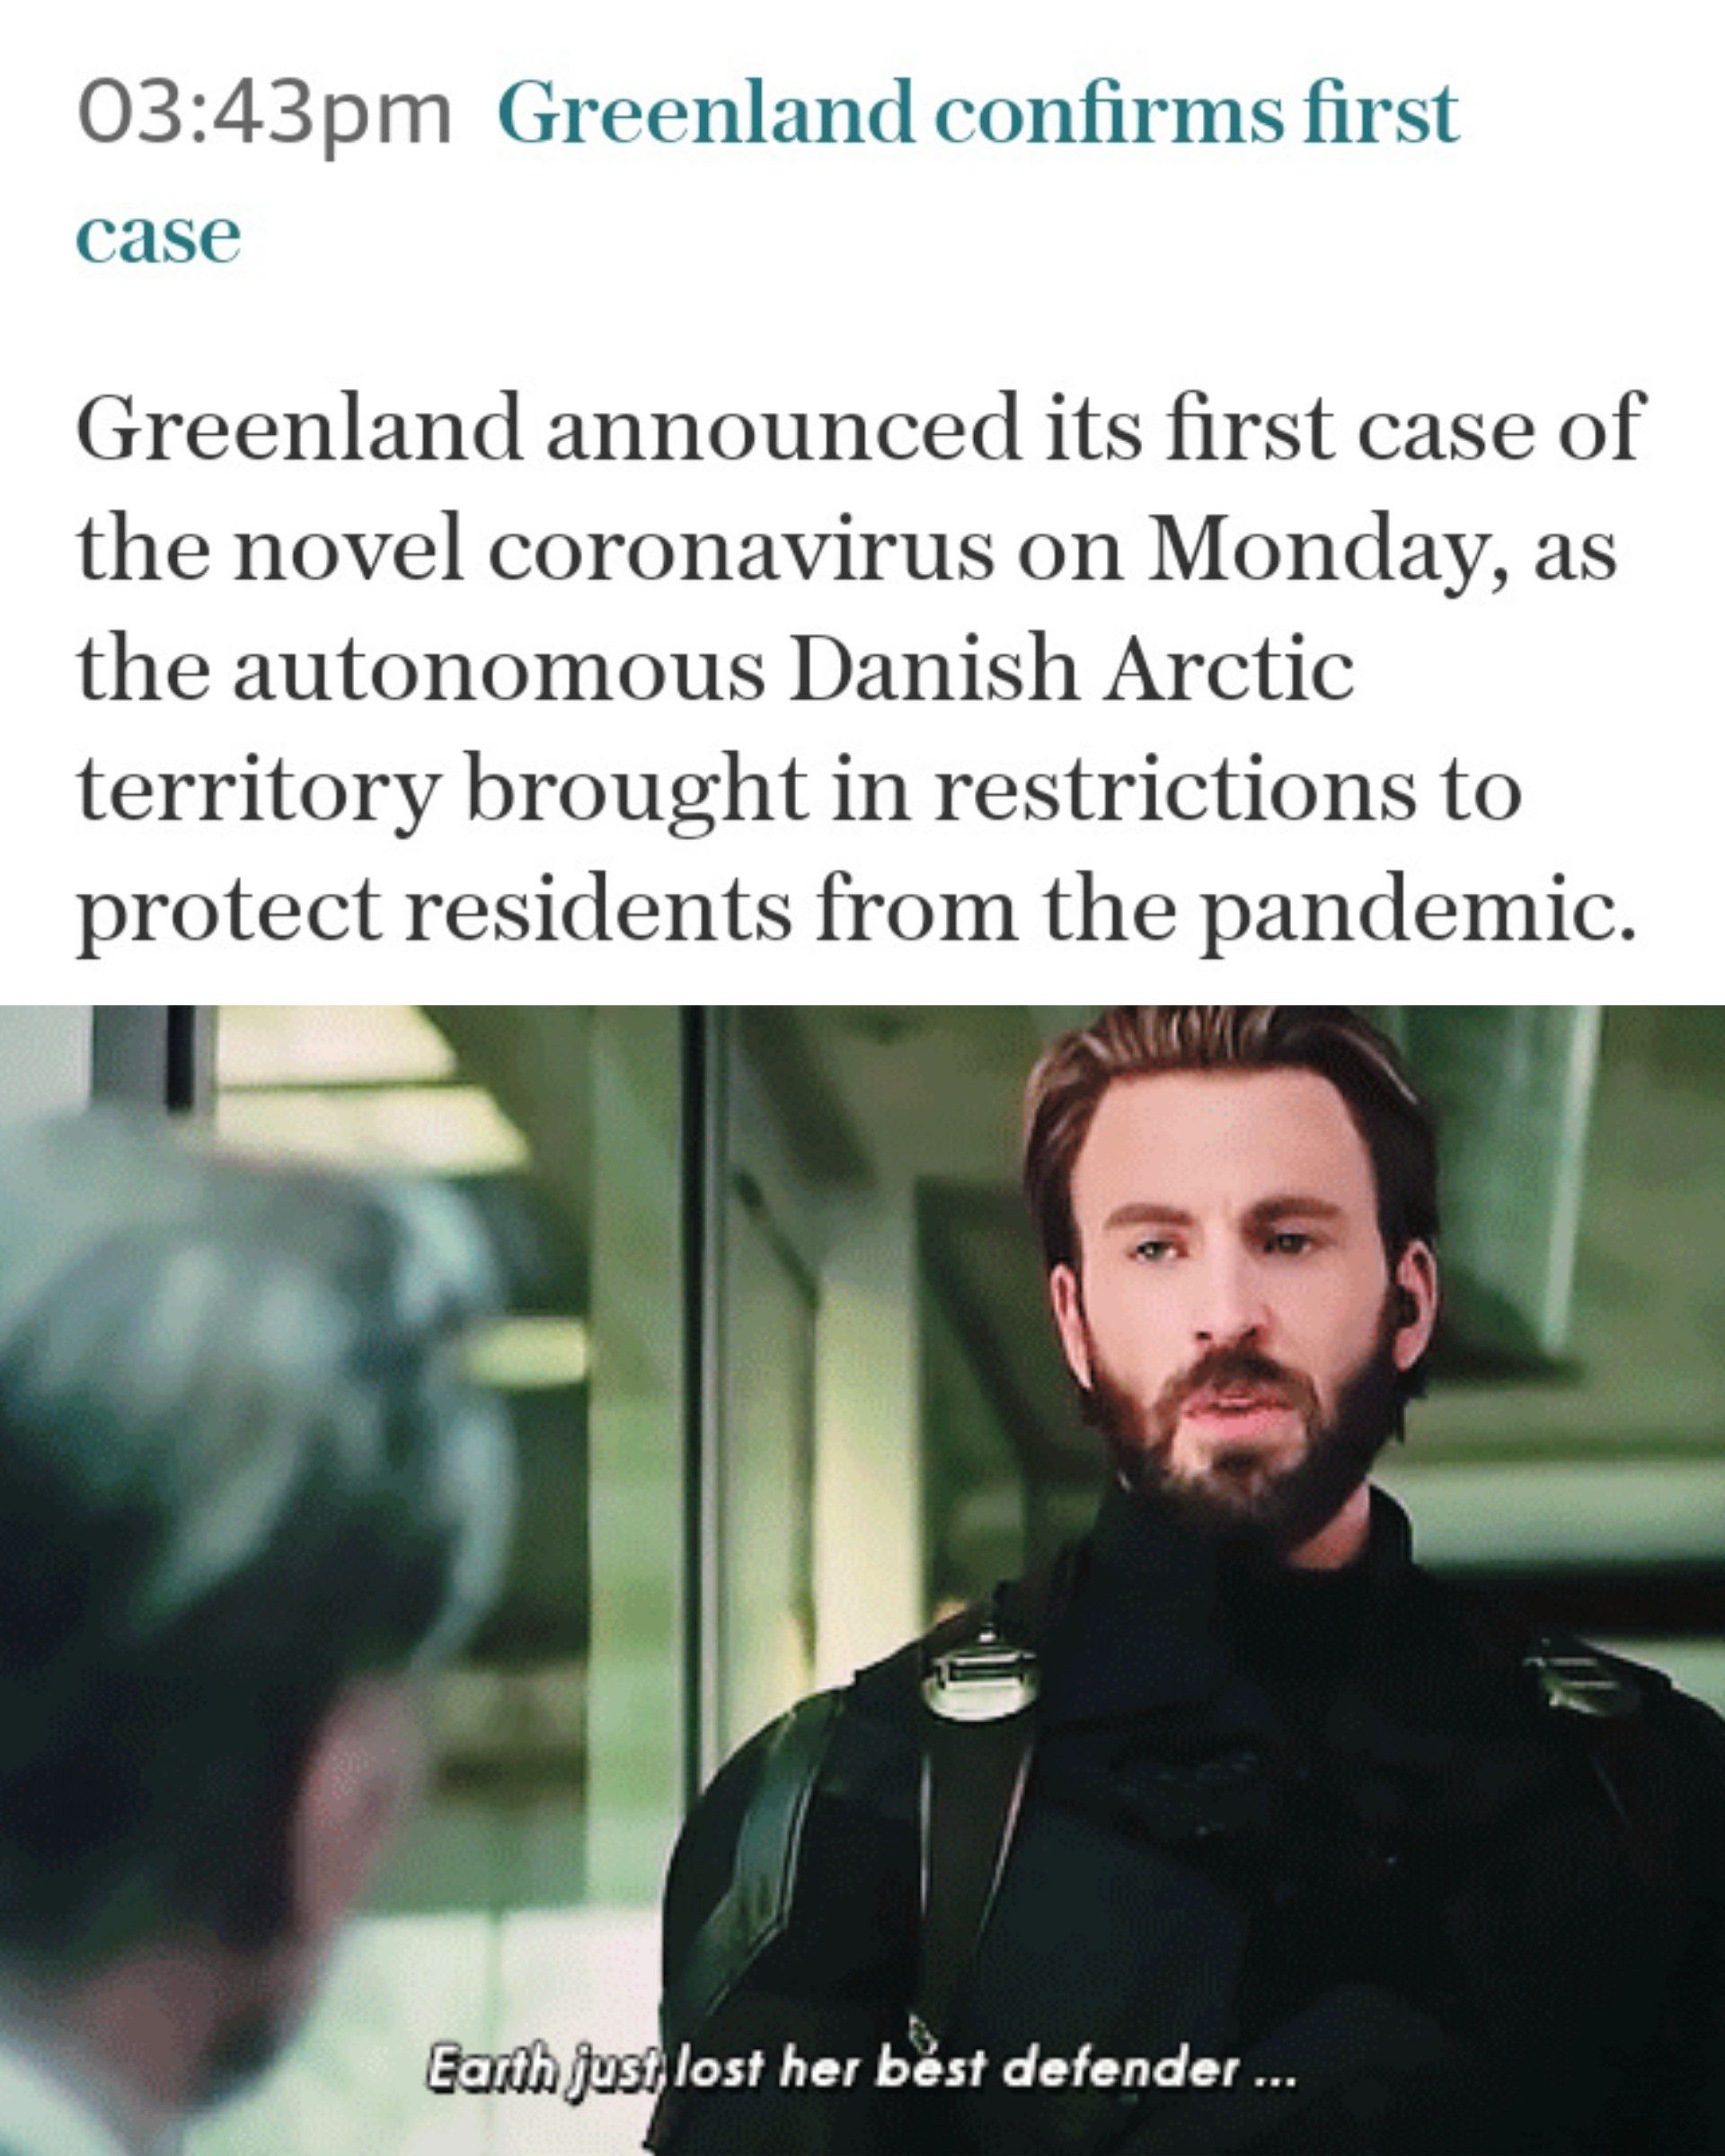 03:43pm Greenland confirms first
case
Greenland announced its first case of
the novel coronavirus on Monday, as
the autonomous Danish Arctic
territory brought in restrictions to
protect residents from the pandemic.
Earth just lost her best defender ...